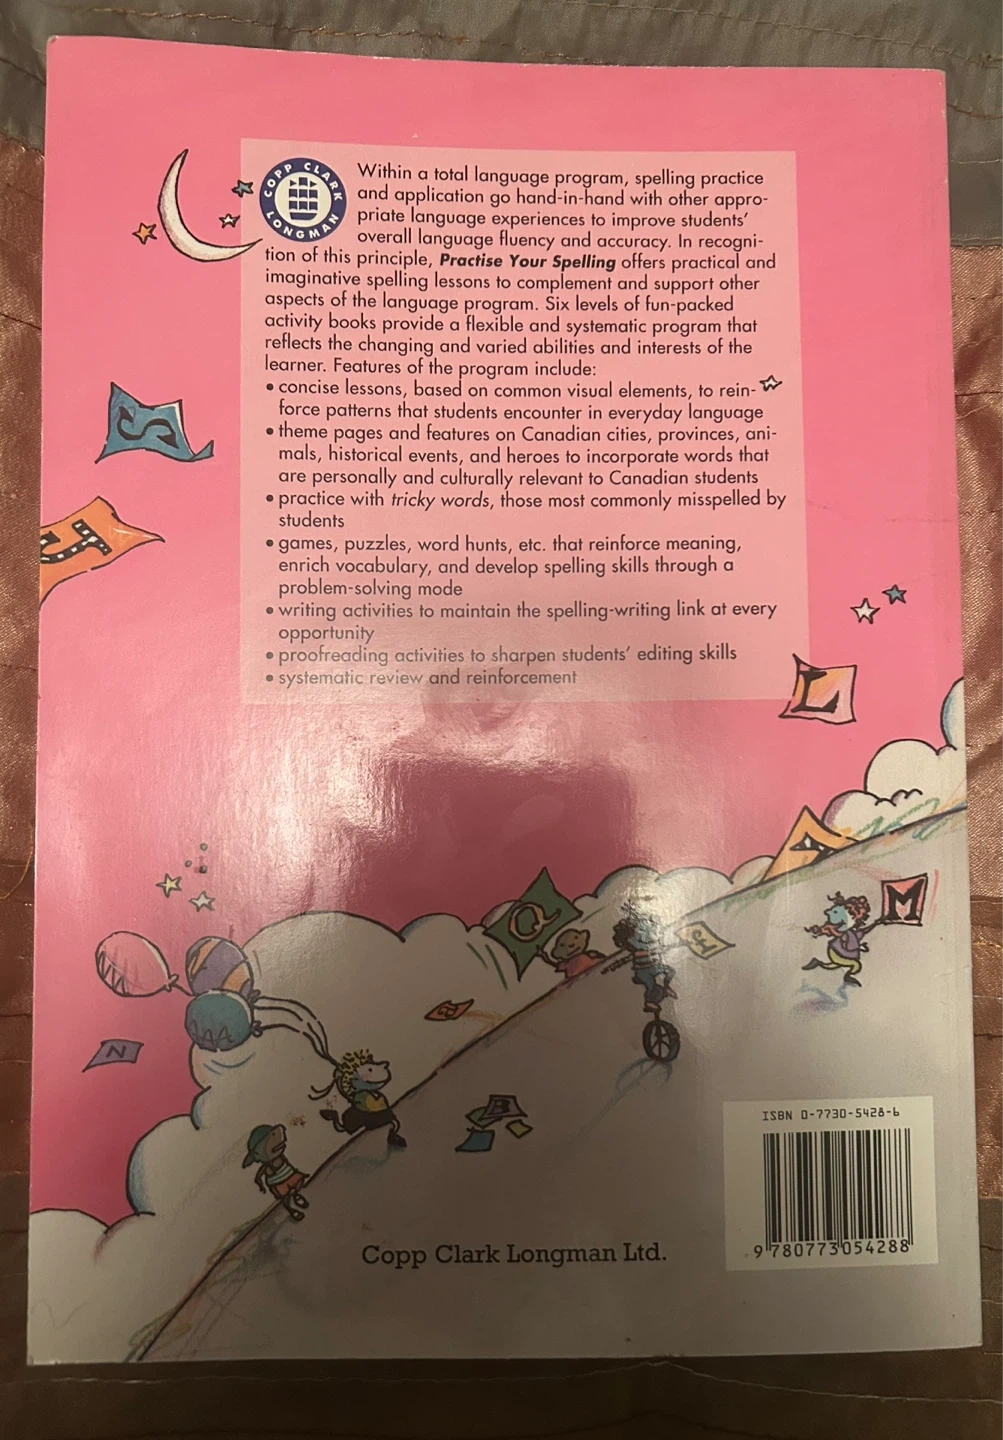 COPP CLARK
LONGMAN
Within a total language program, spelling practice
and application go hand-in-hand with other appro-
priate language experiences to improve students'
overall language fluency and accuracy. In recogni-
tion of this principle, Practise Your Spelling offers practical and
imaginative spelling lessons to complement and support other
aspects of the language program. Six levels of fun-packed
activity books provide a flexible and systematic program that
reflects the changing and varied abilities and interests of the
learner. Features of the program include:
• concise lessons, based on common visual elements, to rein-
force patterns that students encounter in everyday language
• theme pages and features on Canadian cities, provinces, ani-
mals, historical events, and heroes to incorporate words that
are personally and culturally relevant to Canadian students
• practice with tricky words, those most commonly misspelled by
students
• games, puzzles, word hunts, etc. that reinforce meaning,
enrich vocabulary, and develop spelling skills through a
problem-solving mode
• writing activities to maintain the spelling-writing link at every
opportunity
• proofreading activities to sharpen students' editing skills
• systematic review and reinforcement
S
J
L
A
Q
M
N
B
ISBN 0-7730-5428-6
9 780773 054288
Copp Clark Longman Ltd.